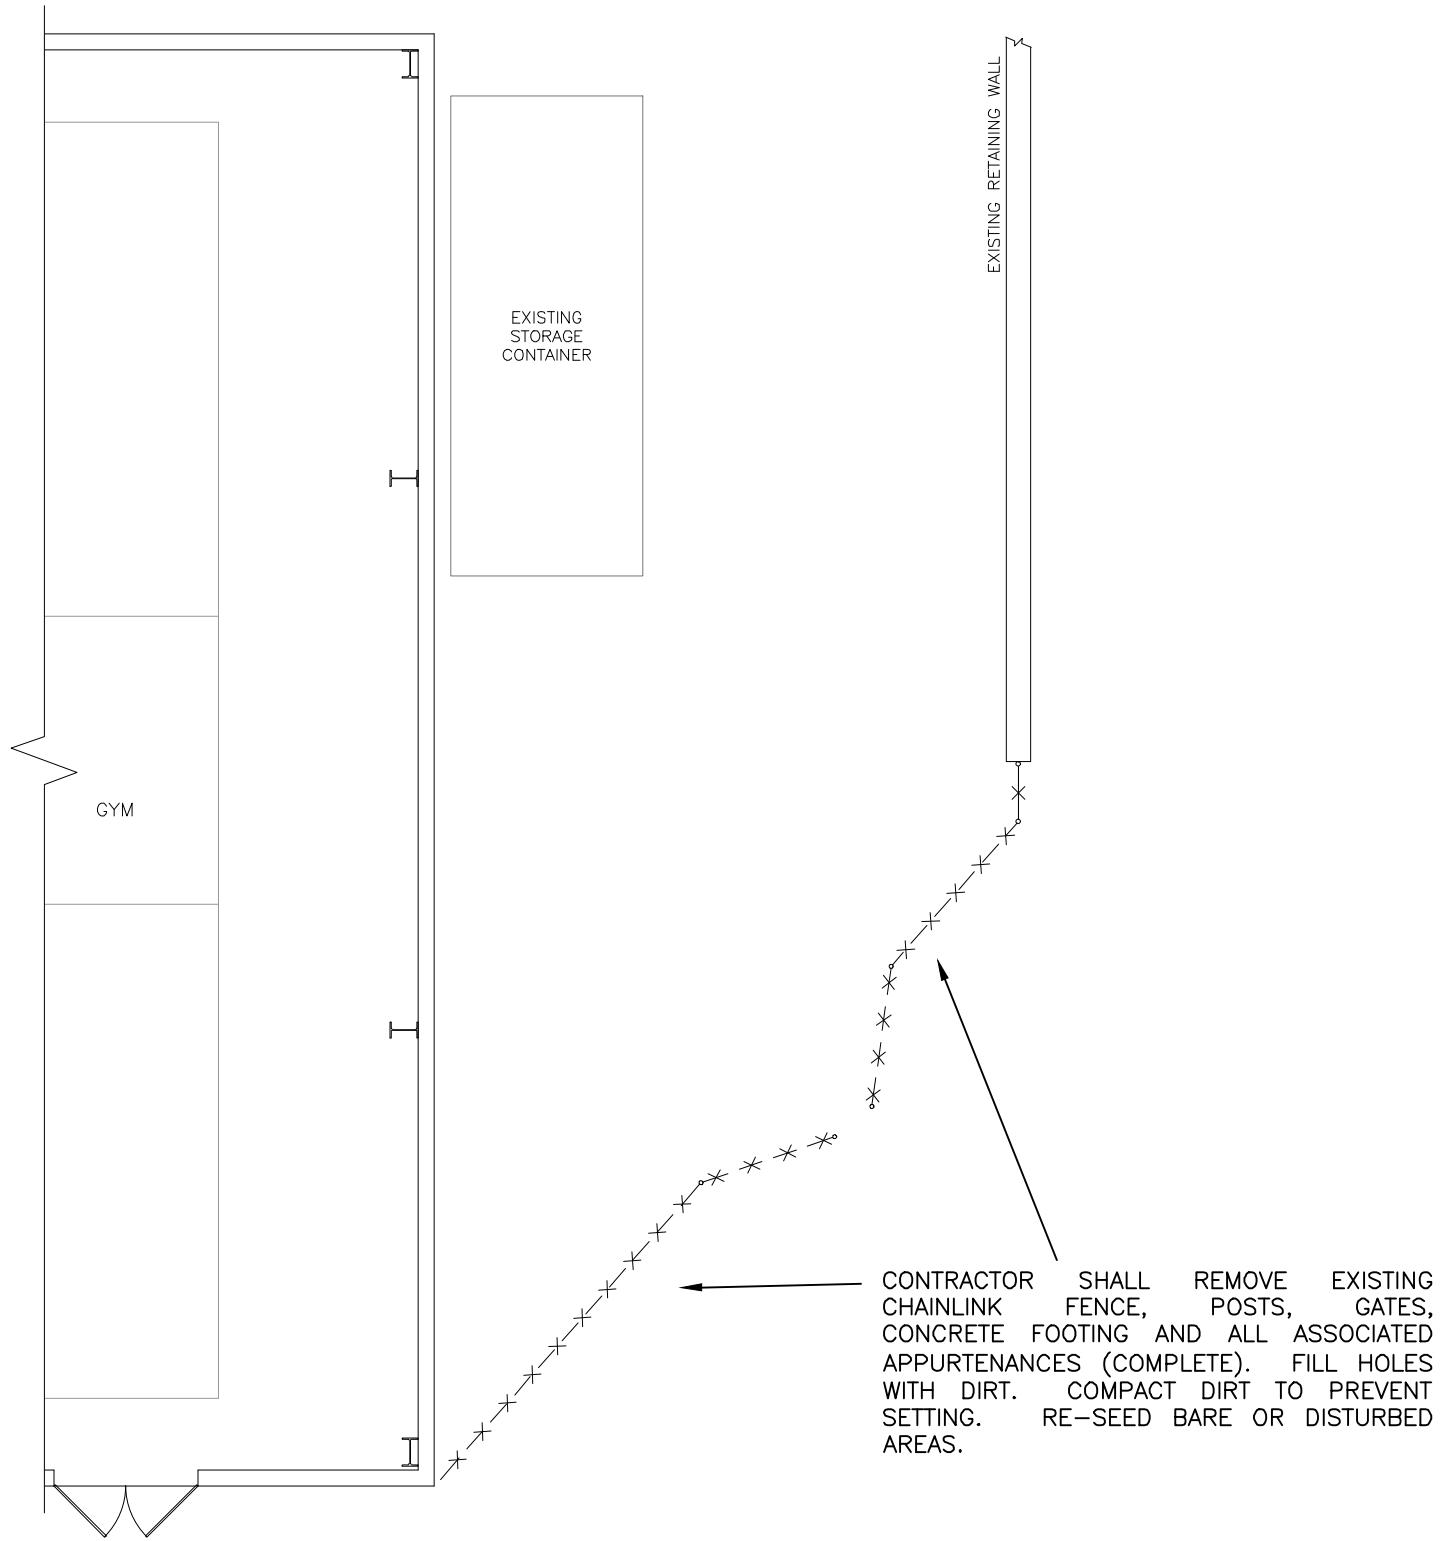 EXISTING RETAINING WALL
EXISTING
STORAGE
CONTAINER
GYM
CONTRACTOR SHALL REMOVE EXISTING
CHAINLINK FENCE, POSTS, GATES,
CONCRETE FOOTING AND ALL ASSOCIATED
APPURTENANCES (COMPLETE). FILL HOLES
WITH DIRT. COMPACT DIRT TO PREVENT
SETTING. RE-SEED BARE OR DISTURBED
AREAS.